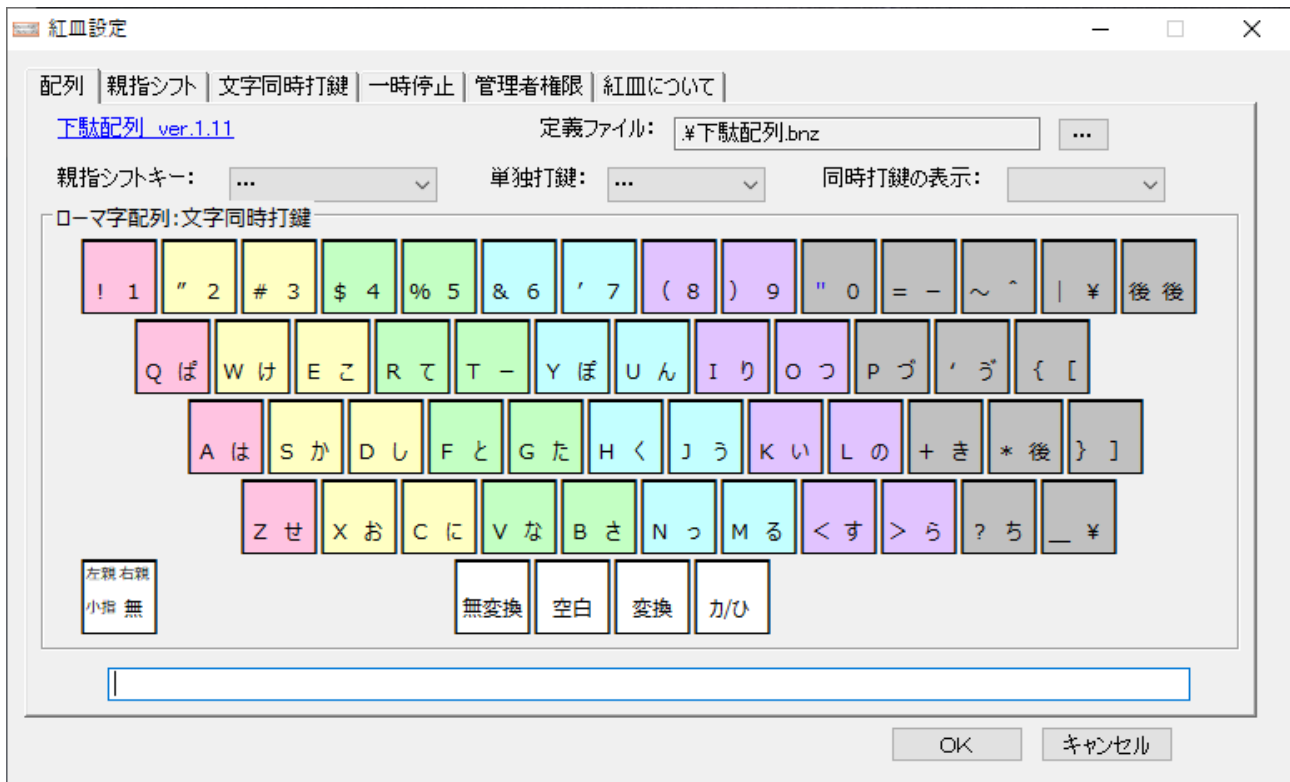 紅皿設定
配列 親指シフト 文字同時打鍵 一時停止 管理者権限 紅皿について
下駄配列 ver.1.11 定義ファイル: .¥下駄配列.bnz ...
親指シフトキー: ... 単独打鍵: ... 同時打鍵の表示:
ローマ字配列:文字同時打鍵
! 1 ″ 2 # 3 $ 4 % 5 & 6 ′ 7 ( 8 ) 9 " 0 = − ～ ＾ | ¥ 後 後
Q ぱ W け E こ R て T ー Y ぽ U ん I り O つ P づ ‘ ゔ { [
A は S か D し F と G た H く J う K い L の + き * 後 } ]
Z せ X お C に V な B さ N っ M る < す > ら ? ち _ ¥
左親 右親
小指 無 無変換 空白 変換 カ/ひ
OK キャンセル